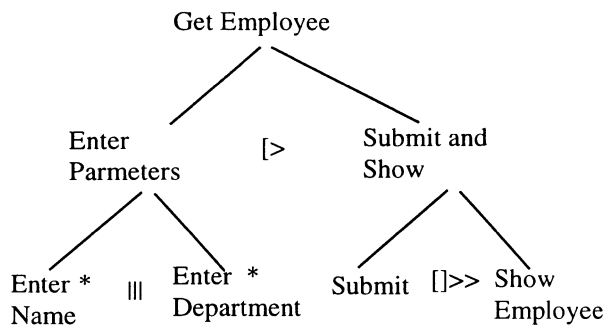 Get Employee
Enter
Parmeters
[>
Submit and
Show
Enter *
Name
|||
Enter *
Department
Submit
[]>>
Show
Employee